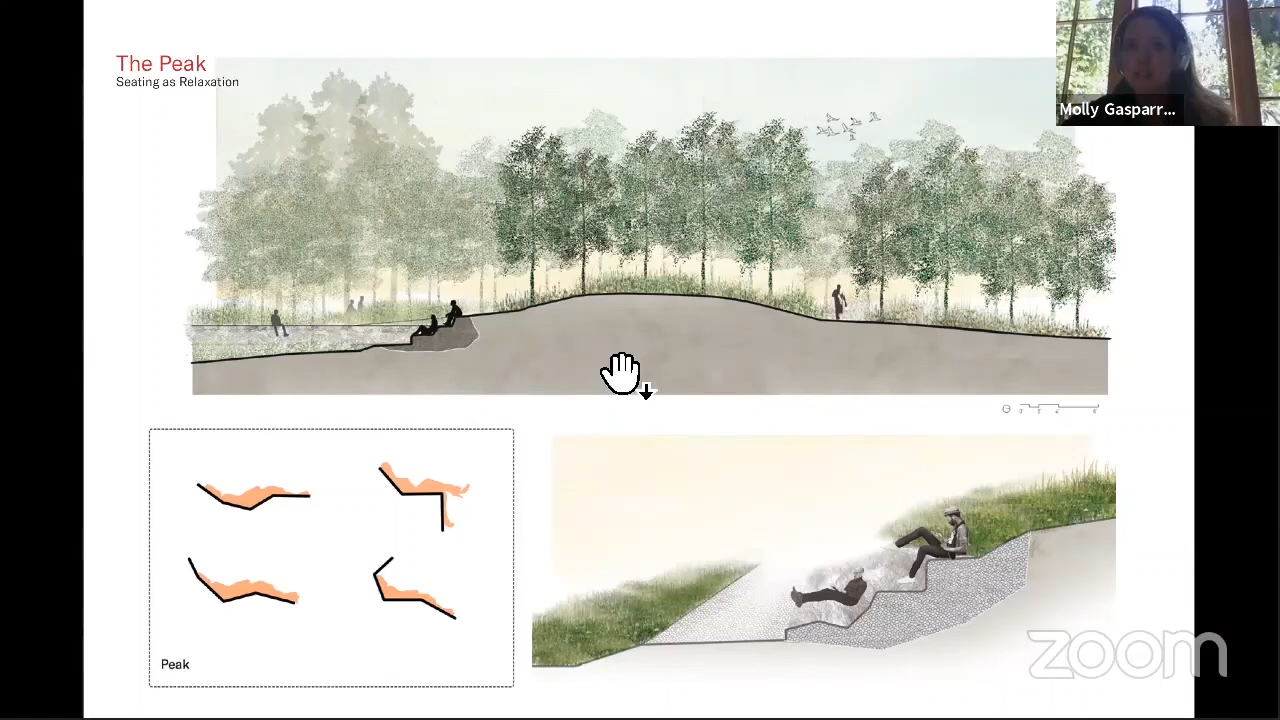 The Peak
Seating as Relaxation
Molly Gasparr...
Peak
zoom